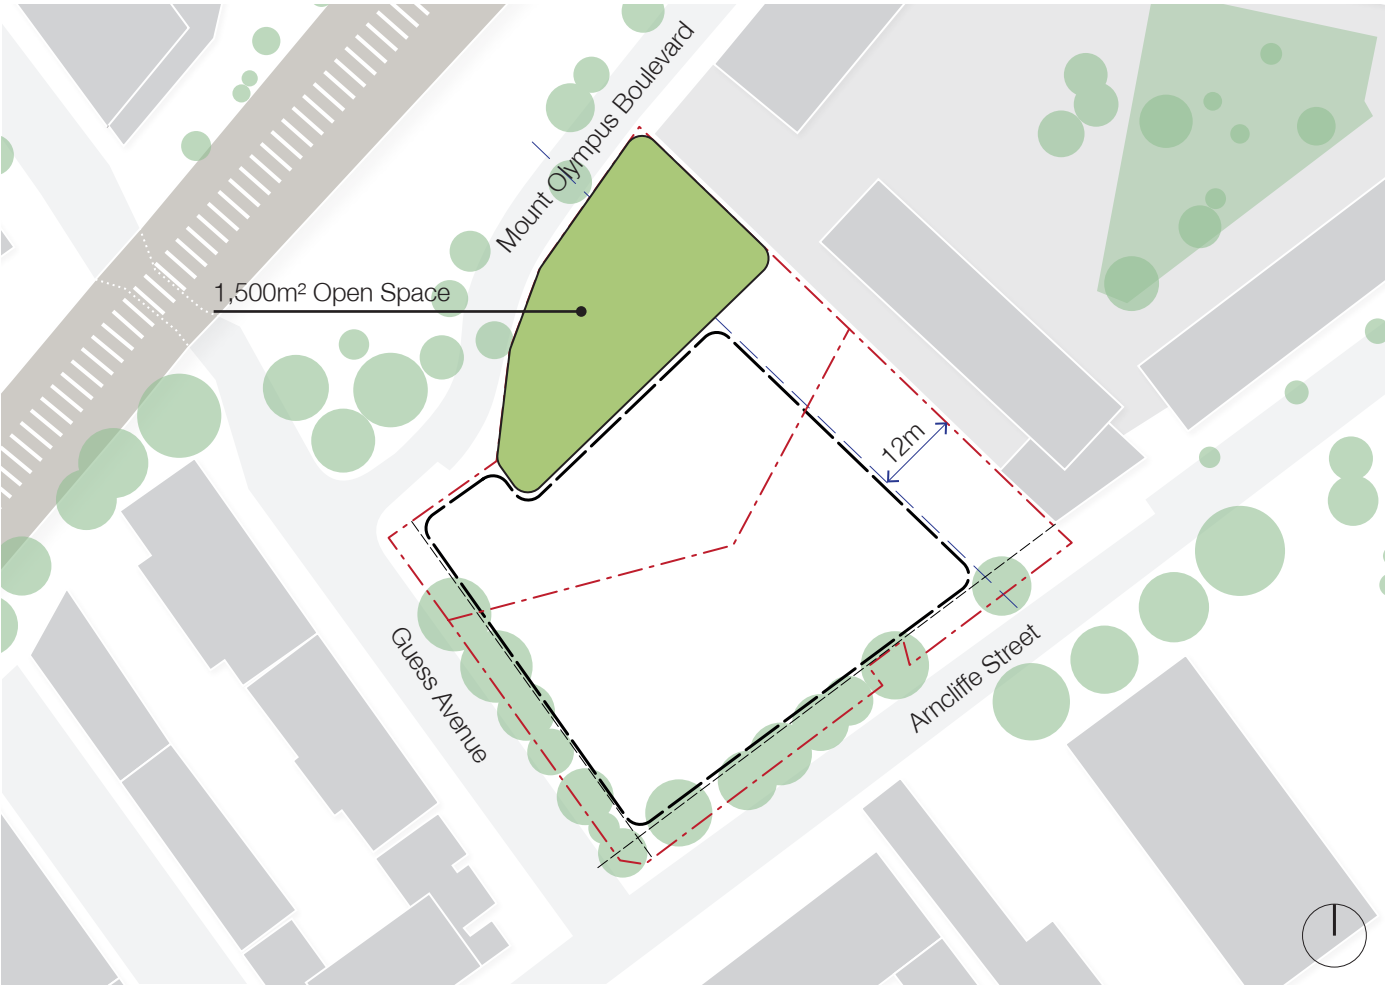 Mount Olympus Boulevard
1,500m² Open Space
12m
Guess Avenue
Arncliffe Street